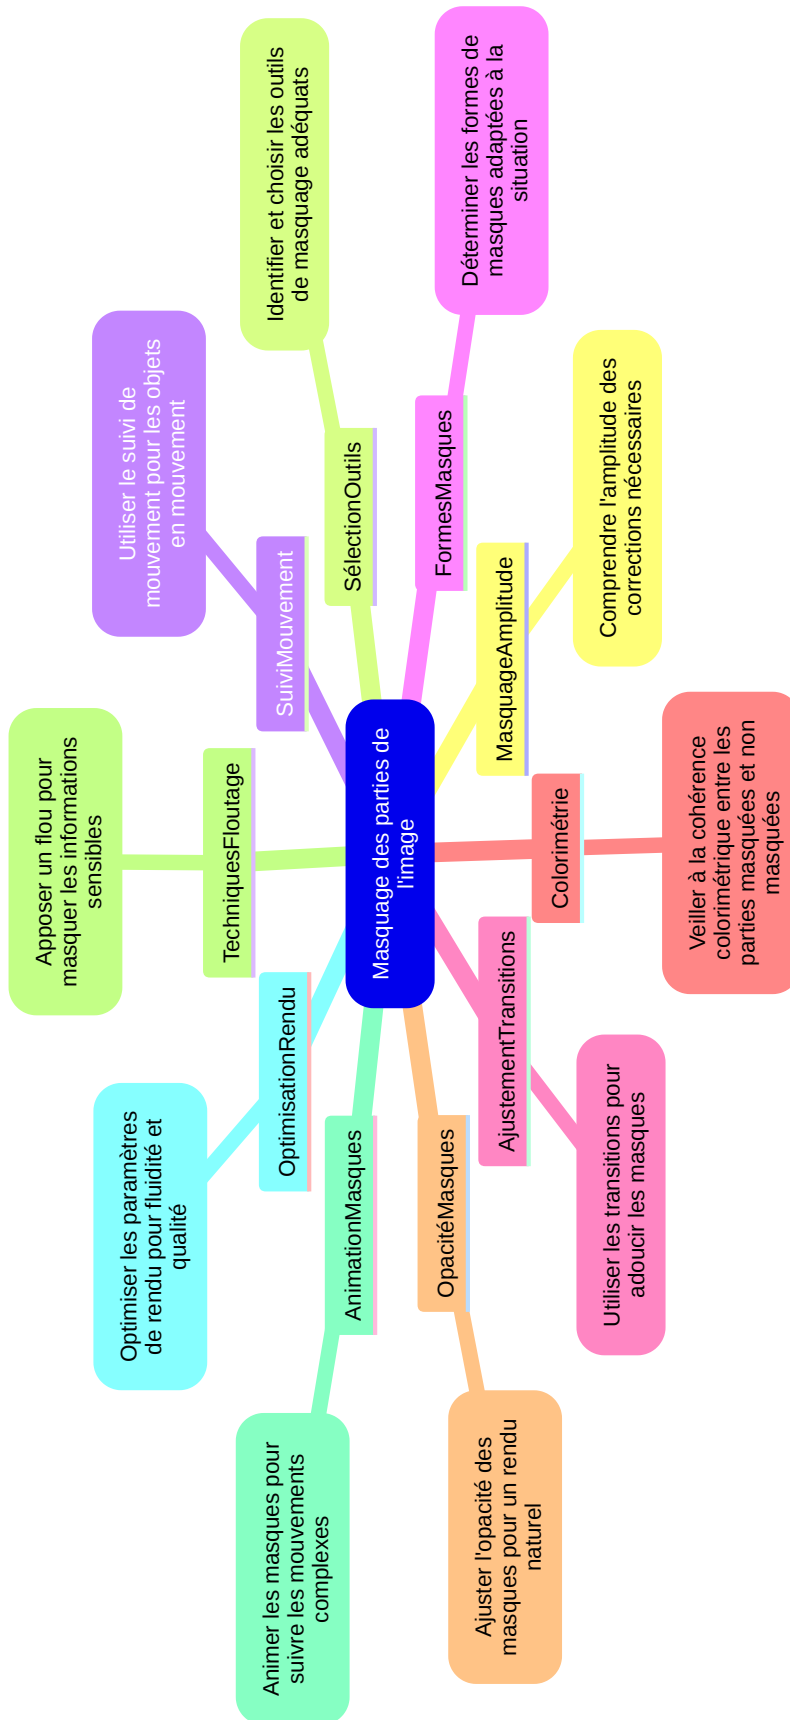 Masquage des parties de
l'image
SélectionOutils
Identifier et choisir les outils
de masquage adéquats
FormesMasques
Déterminer les formes de
masques adaptées à la
situation
MasquageAmplitude
Comprendre l'amplitude des
corrections nécessaires
Colorimétrie
Veiller à la cohérence
colorimétrique entre les
parties masquées et non
masquées
AjustementTransitions
Utiliser les transitions pour
adoucir les masques
OpacitéMasques
Ajuster l'opacité des
masques pour un rendu
naturel
AnimationMasques
Animer les masques pour
suivre les mouvements
complexes
OptimisationRendu
Optimiser les paramètres
de rendu pour fluidité et
qualité
TechniquesFloutage
Apposer un flou pour
masquer les informations
sensibles
SuiviMouvement
Utiliser le suivi de
mouvement pour les objets
en mouvement